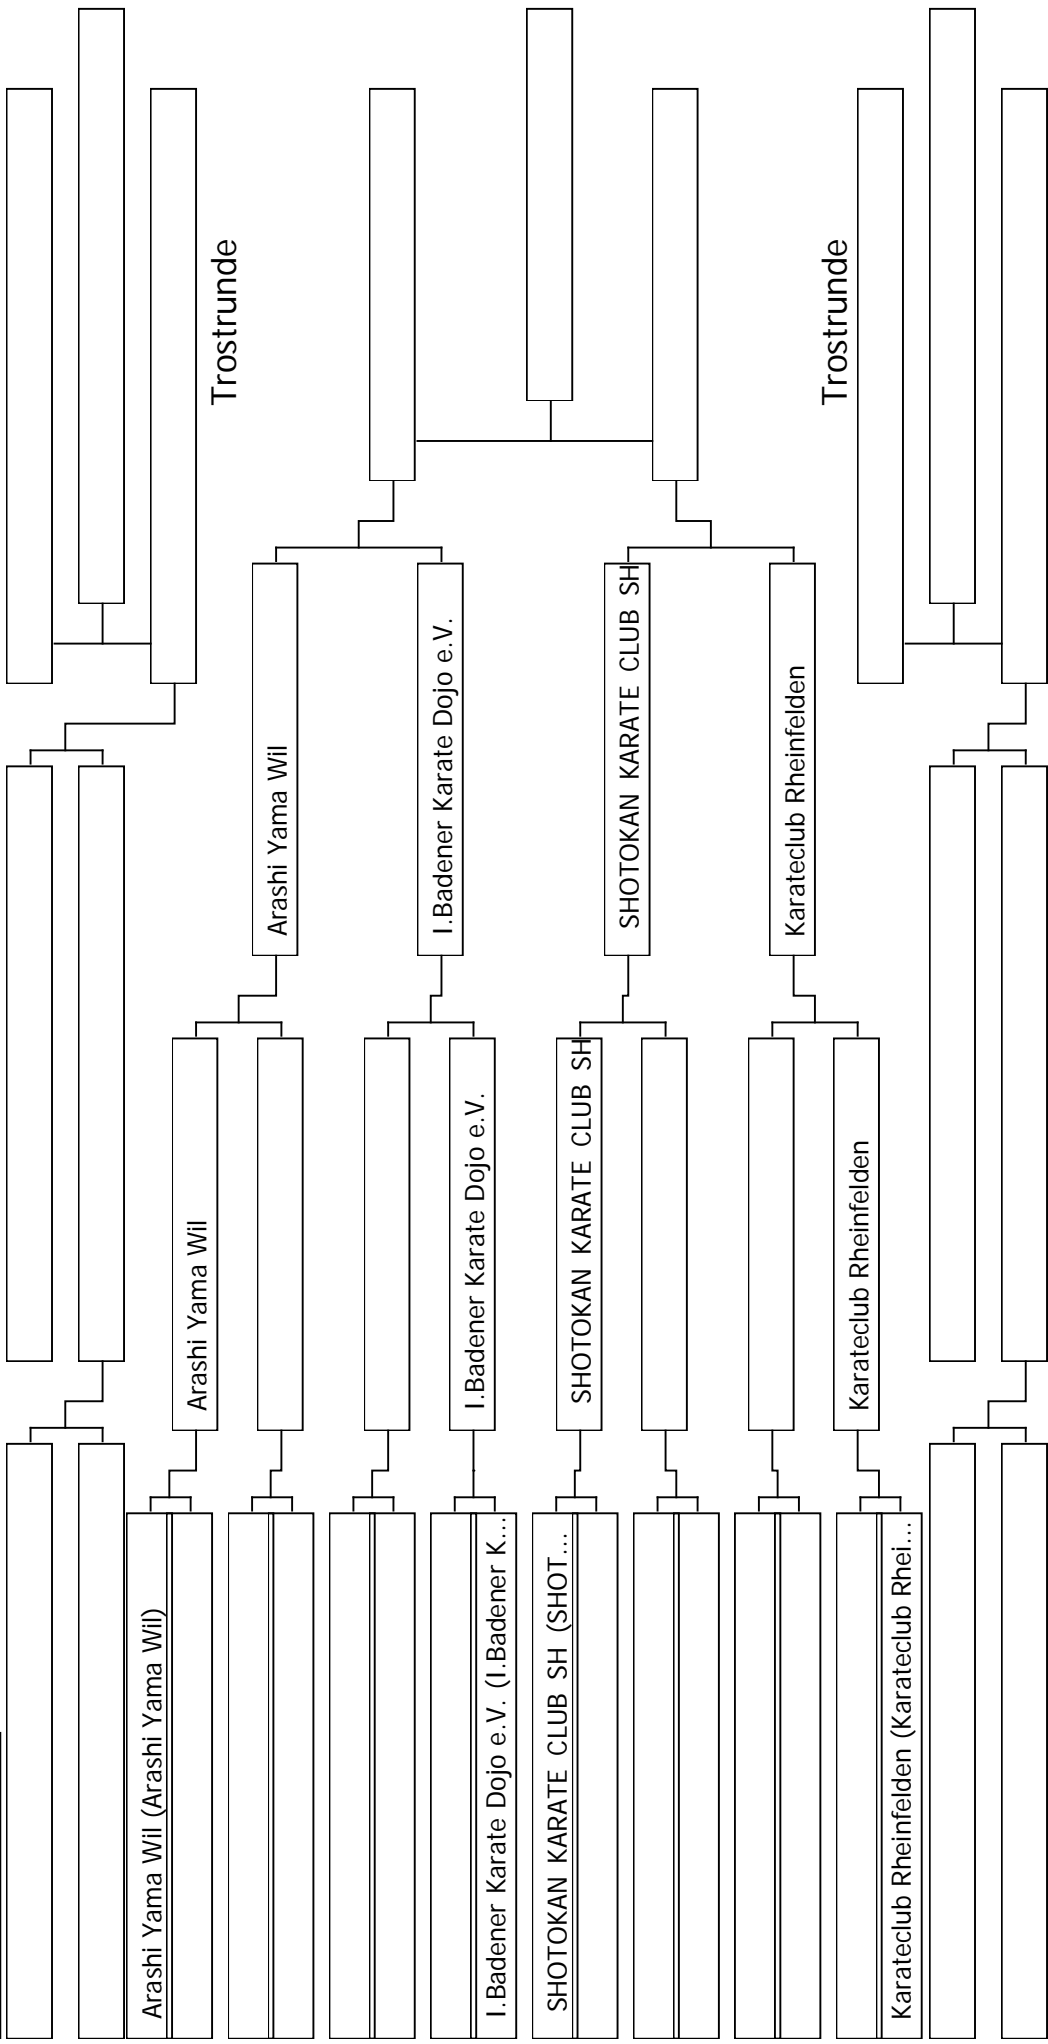 Trostrunde
Arashi Yama Wil (Arashi Yama Wil)
Arashi Yama Wil
Arashi Yama Wil
I.Badener Karate Dojo e.V.
I.Badener Karate Dojo e.V.
I.Badener Karate Dojo e.V. (I.Badener K...
SHOTOKAN KARATE CLUB SH (SHOT...
SHOTOKAN KARATE CLUB SH
SHOTOKAN KARATE CLUB SH
Karateclub Rheinfelden
Karateclub Rheinfelden
Karateclub Rheinfelden (Karateclub Rhei...
Trostrunde